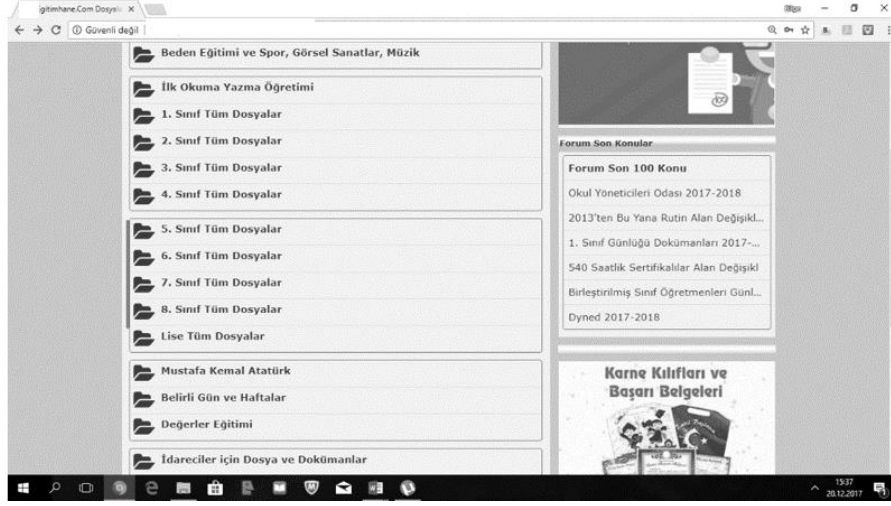 egitimhane.Com Dosyala
Güvenli değil
Beden Eğitimi ve Spor, Görsel Sanatlar, Müzik
İlk Okuma Yazma Öğretimi
1. Sınıf Tüm Dosyalar
2. Sınıf Tüm Dosyalar
3. Sınıf Tüm Dosyalar
4. Sınıf Tüm Dosyalar
5. Sınıf Tüm Dosyalar
6. Sınıf Tüm Dosyalar
7. Sınıf Tüm Dosyalar
8. Sınıf Tüm Dosyalar
Lise Tüm Dosyalar
Mustafa Kemal Atatürk
Belirli Gün ve Haftalar
Değerler Eğitimi
İdareciler için Dosya ve Dokümanlar
100
Forum Son Konular
Forum Son 100 Konu
Okul Yöneticileri Odası 2017-2018
2013'ten Bu Yana Rutin Alan Değişikl...
1. Sınıf Günlüğü Dokümanları 2017-...
540 Saatlik Sertifikalılar Alan Değişikl
Birleştirilmiş Sınıf Öğretmenleri Günl...
Dyned 2017-2018
Karne Kılıfları ve
Başarı Belgeleri
15:37
20.12.2017